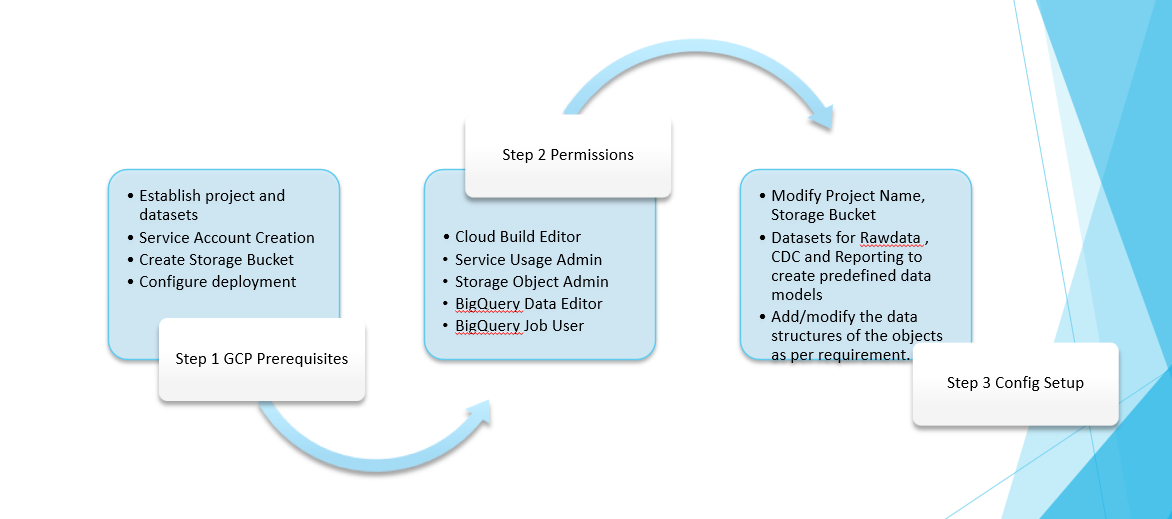 • Establish project and
datasets
• Service Account Creation
• Create Storage Bucket
• Configure deployment
Step 1 GCP Prerequisites
Step 2 Permissions
• Cloud Build Editor
• Service Usage Admin
• Storage Object Admin
• BigQuery Data Editor
• BigQuery Job User
• Modify Project Name,
Storage Bucket
• Datasets for Rawdata ,
CDC and Reporting to
create predefined data
models
• Add/modify the data
structures of the objects
as per requirement.
Step 3 Config Setup